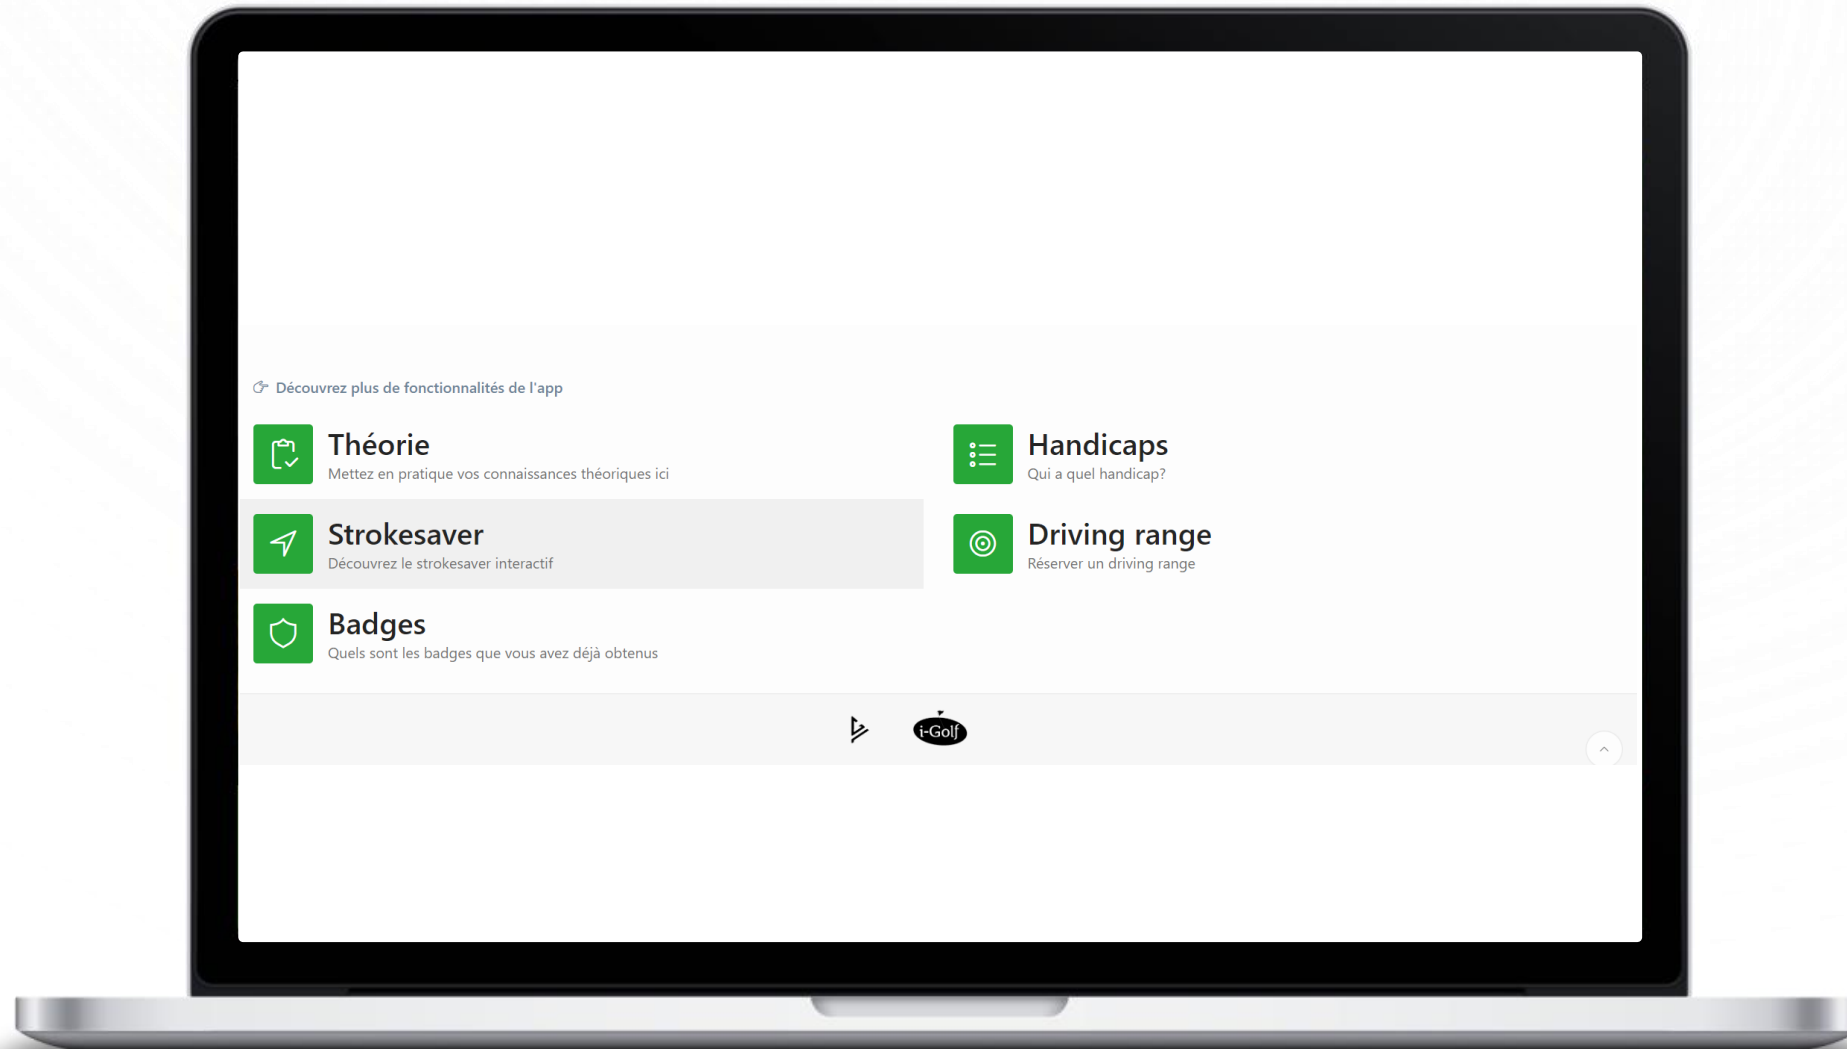 Découvrez plus de fonctionnalités de l'app
Théorie
Mettez en pratique vos connaissances théoriques ici
Handicaps
Qui a quel handicap?
Strokesaver
Découvrez le strokesaver interactif
Driving range
Réserver un driving range
Badges
Quels sont les badges que vous avez déjà obtenus
i-Golf